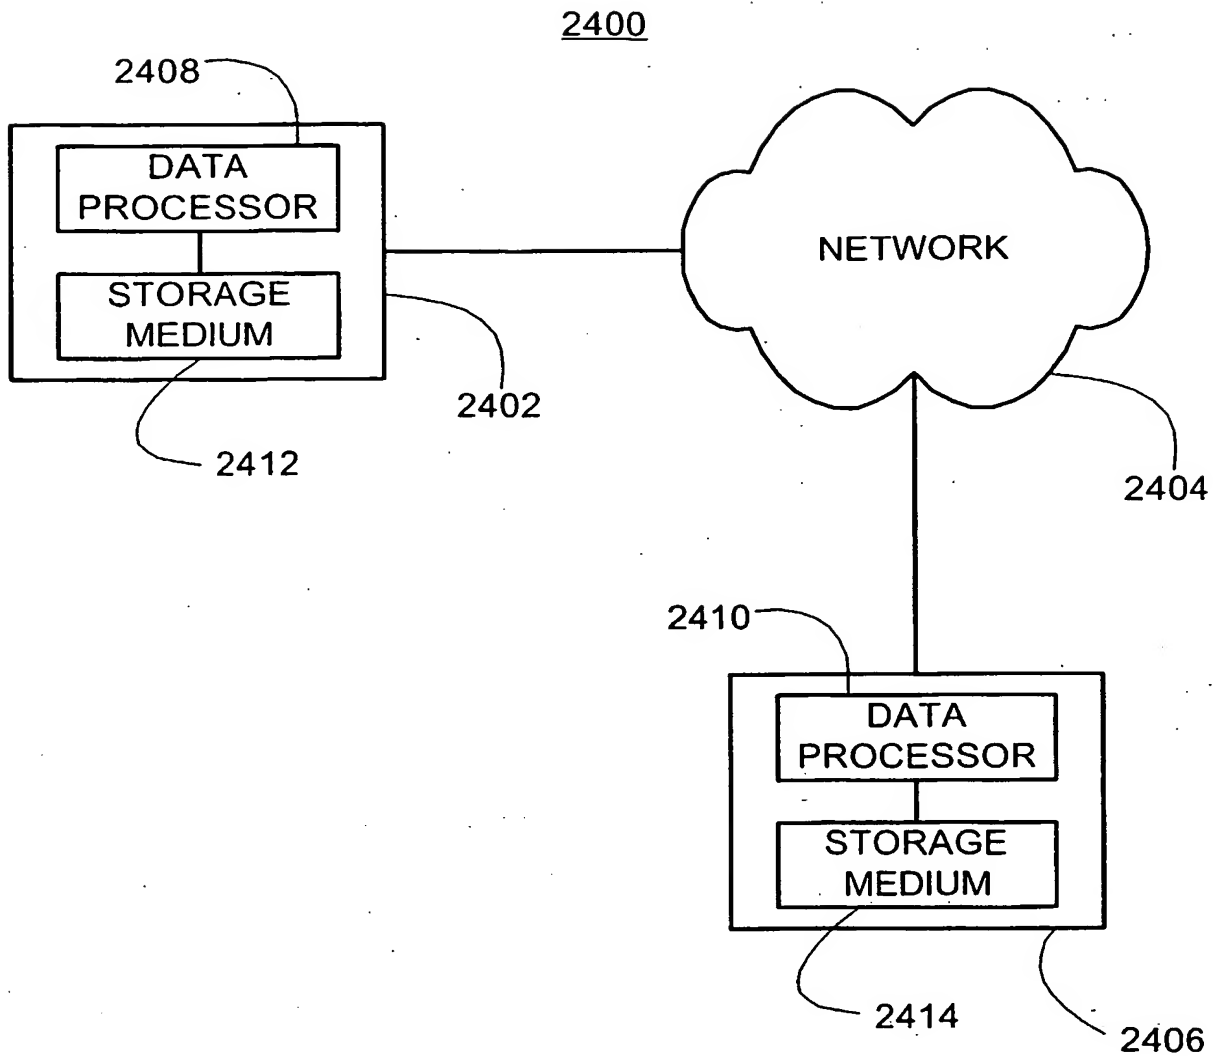 2400
2408
DATA
PROCESSOR
STORAGE
MEDIUM
2402
2412
NETWORK
2404
2410
DATA
PROCESSOR
STORAGE
MEDIUM
2414
2406